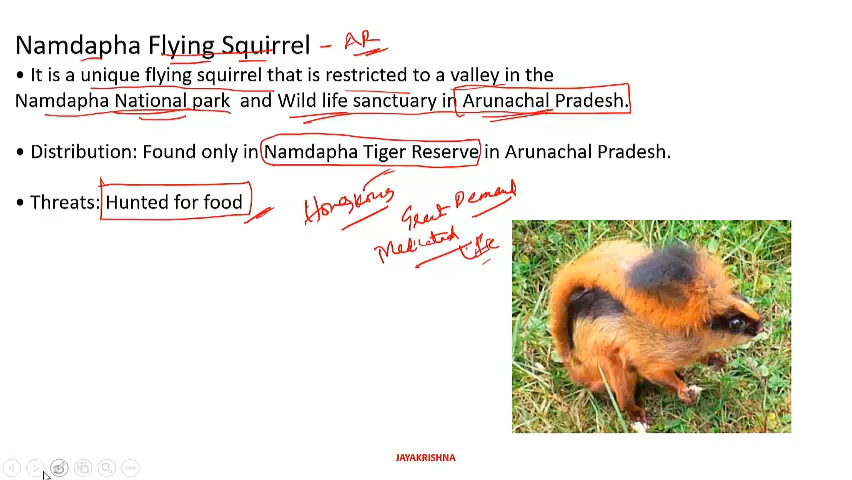 Namdapha Flying Squirrel - AR
• It is a unique flying squirrel that is restricted to a valley in the
Namdapha National park and Wild life sanctuary in Arunachal Pradesh.
• Distribution: Found only in Namdapha Tiger Reserve in Arunachal Pradesh.
• Threats: Hunted for food
Hongkong
Great Demand
Medicated
JAYAKRISHNA